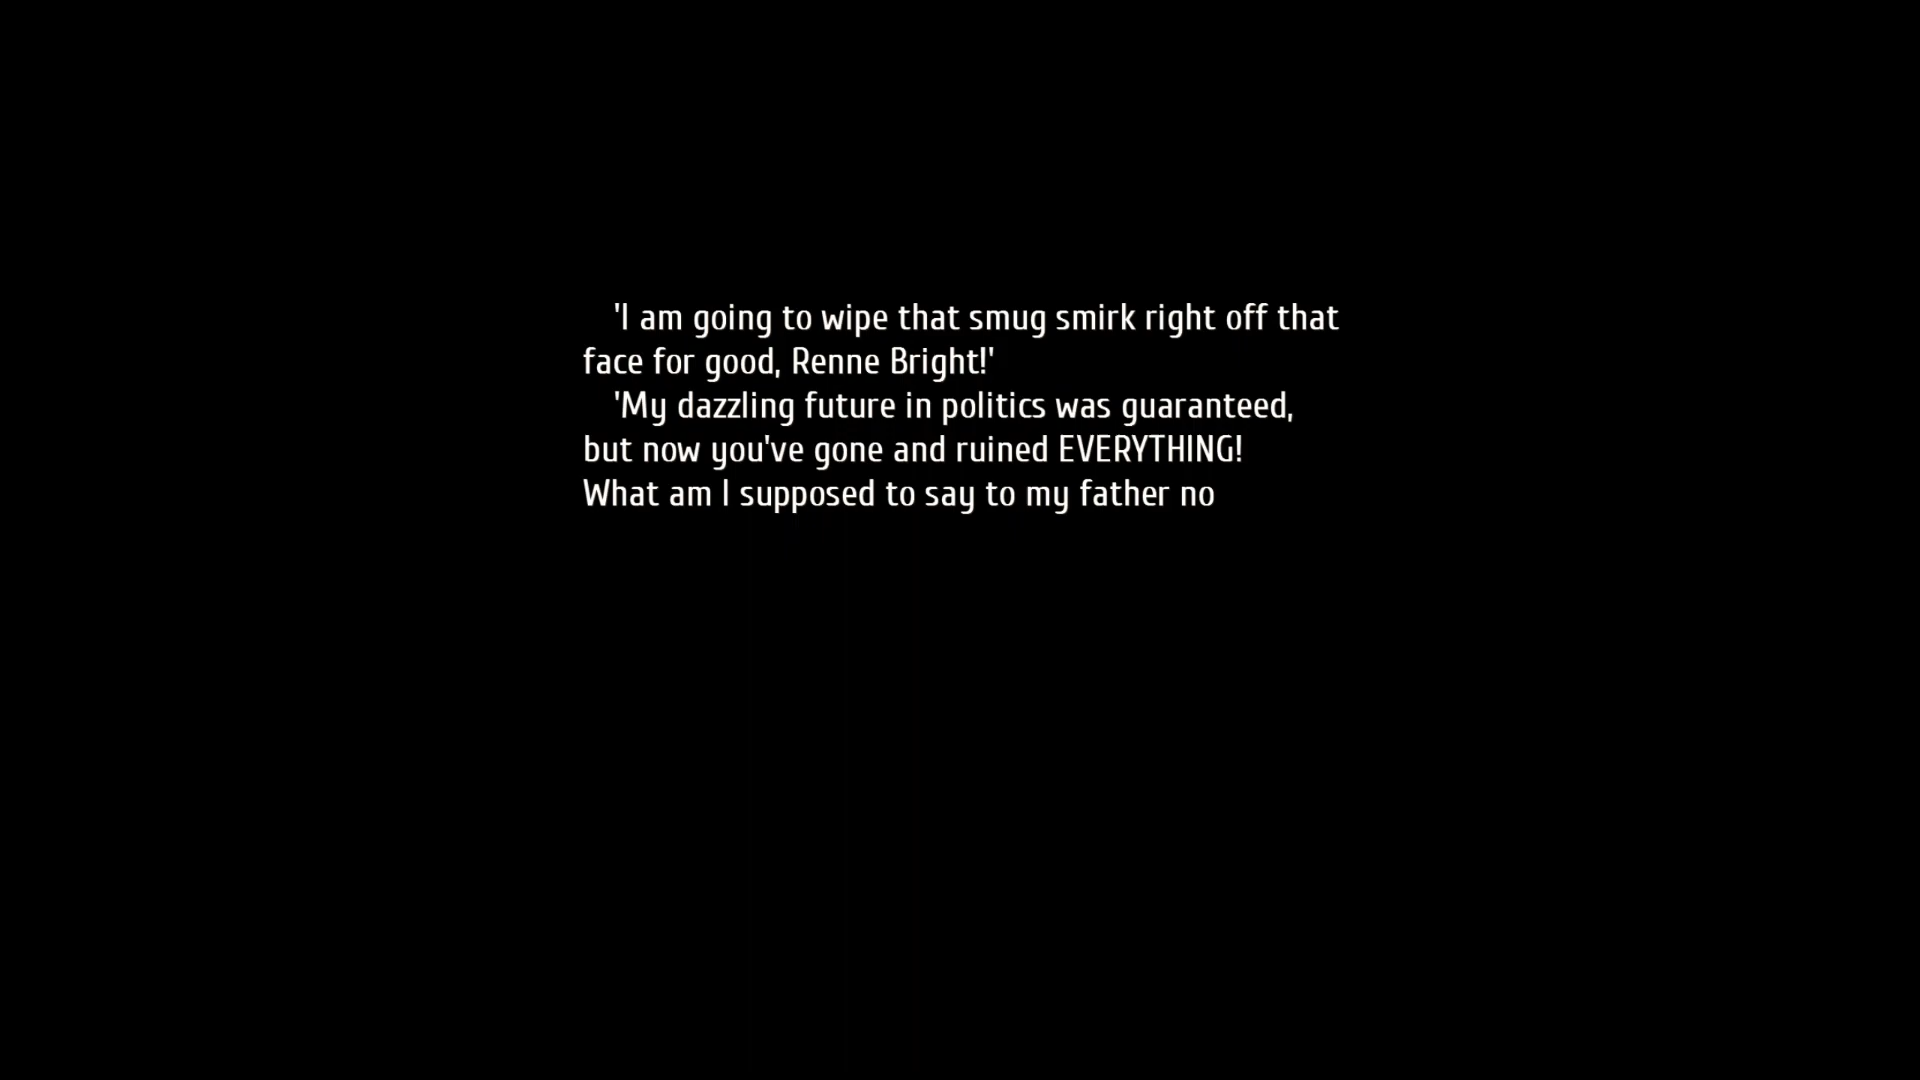 'I am going to wipe that smug smirk right off that
face for good, Renne Bright!'
'My dazzling future in politics was guaranteed,
but now you've gone and ruined EVERYTHING!
What am I supposed to say to my father no